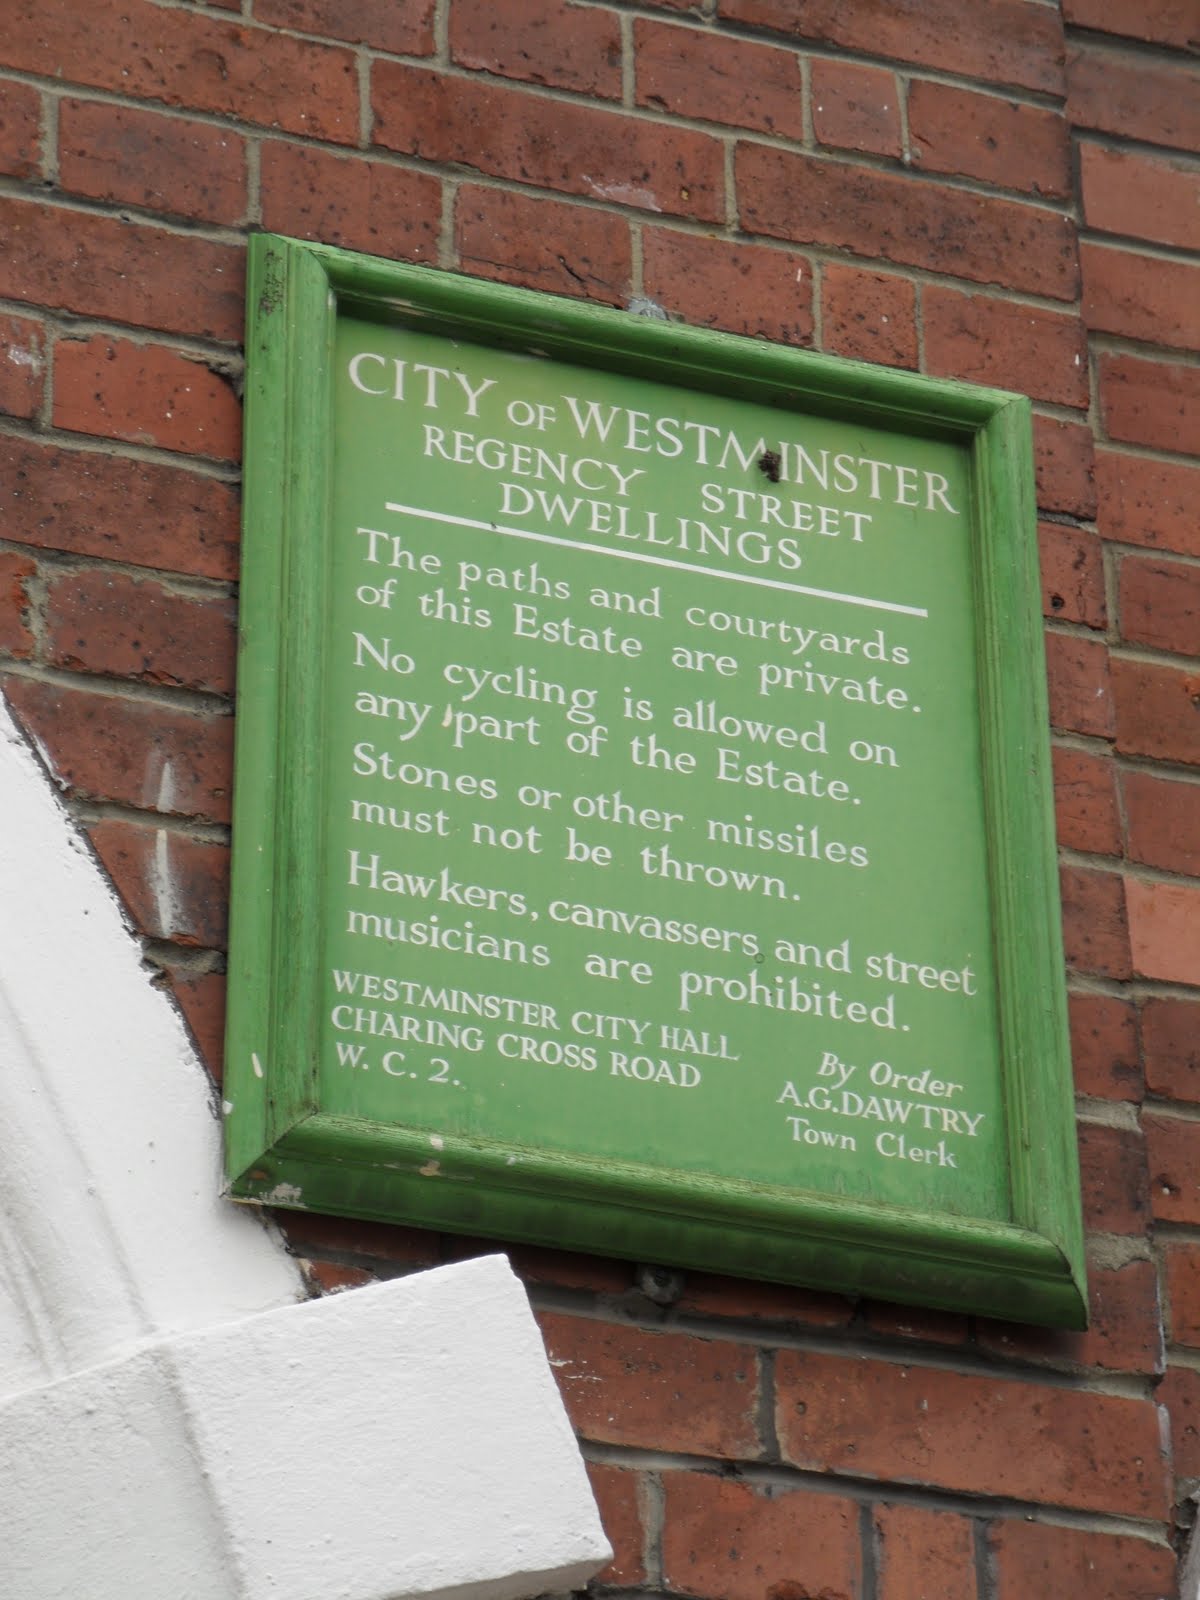 CITY OF WESTMINSTER
REGENCY STREET
DWELLINGS
The paths and courtyards
of this Estate are private.
No cycling is allowed on
any part of the Estate.
Stones or other missiles
must not be thrown.
Hawkers, canvassers and street
musicians are prohibited.
WESTMINSTER CITY HALL
CHARING CROSS ROAD
W. C. 2.
By Order
A.G.DAWTRY
Town Clerk